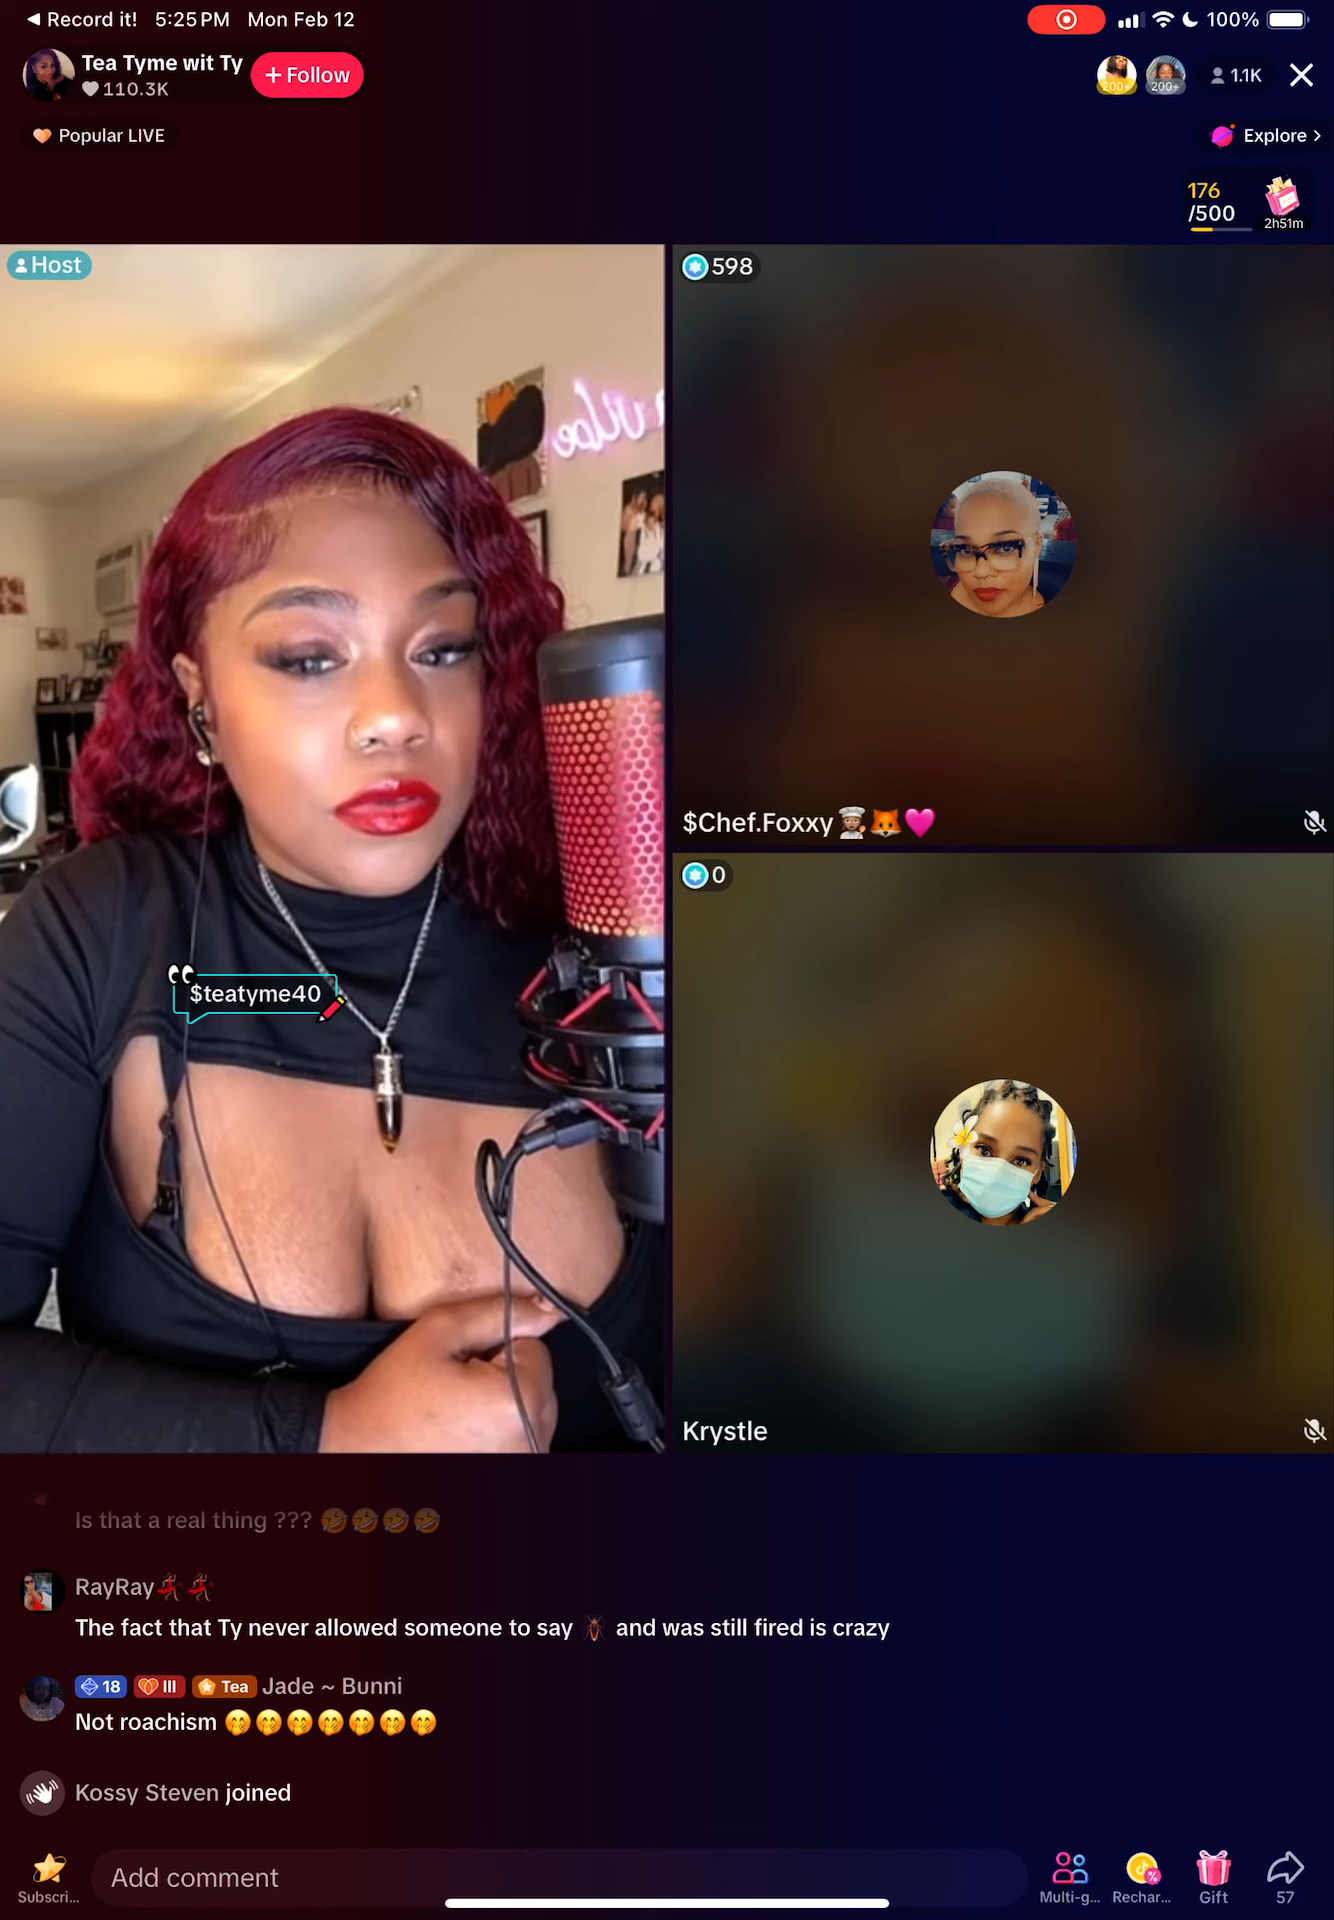 ◀ Record it! 5:25 PM Mon Feb 12 100%
Tea Tyme wit Ty
110.3K
+ Follow
200+ 200+ 1.1K
Popular LIVE
Explore >
176
/500
2h51m
Host
598
vibe
$Chef.Foxxy👩🏽‍🍳🦊🩷
$teatyme40
0
Krystle
Is that a real thing ??? 🤣🤣🤣🤣
RayRay💃🏿💃🏿
The fact that Ty never allowed someone to say 🪳 and was still fired is crazy
18 III Tea Jade ~ Bunni
Not roachism 🤭🤭🤭🤭🤭🤭🤭
Kossy Steven joined
Add comment
Subscri... Multi-g... Rechar... Gift 57